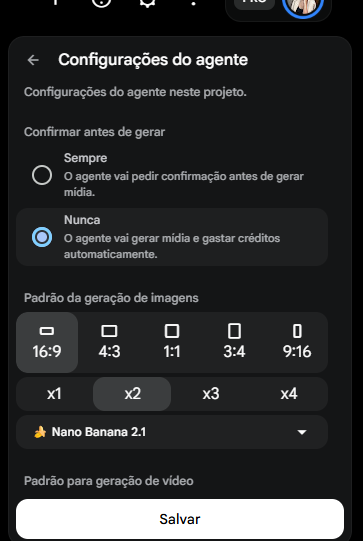 PRO
Configurações do agente
Configurações do agente neste projeto.
Confirmar antes de gerar
Sempre
O agente vai pedir confirmação antes de gerar
mídia.
Nunca
O agente vai gerar mídia e gastar créditos
automaticamente.
Padrão da geração de imagens
16:9 4:3 1:1 3:4 9:16
x1 x2 x3 x4
🍌 Nano Banana 2.1
Padrão para geração de vídeo
Salvar